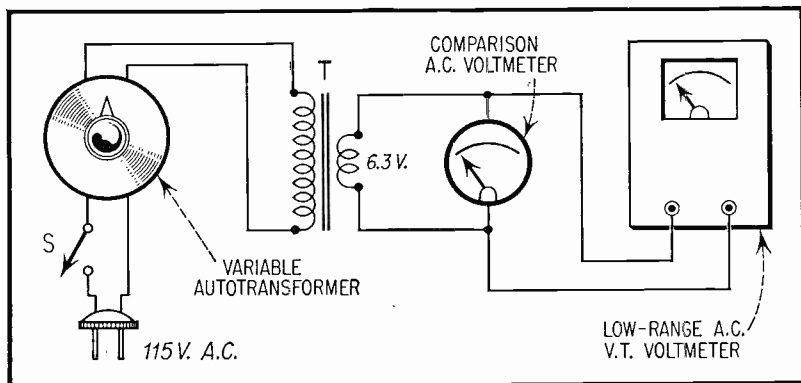 COMPARISON
A.C. VOLTMETER
T
6.3 V.
S
VARIABLE
AUTOTRANSFORMER
115 V. A.C.
LOW-RANGE A.C.
V.T. VOLTMETER